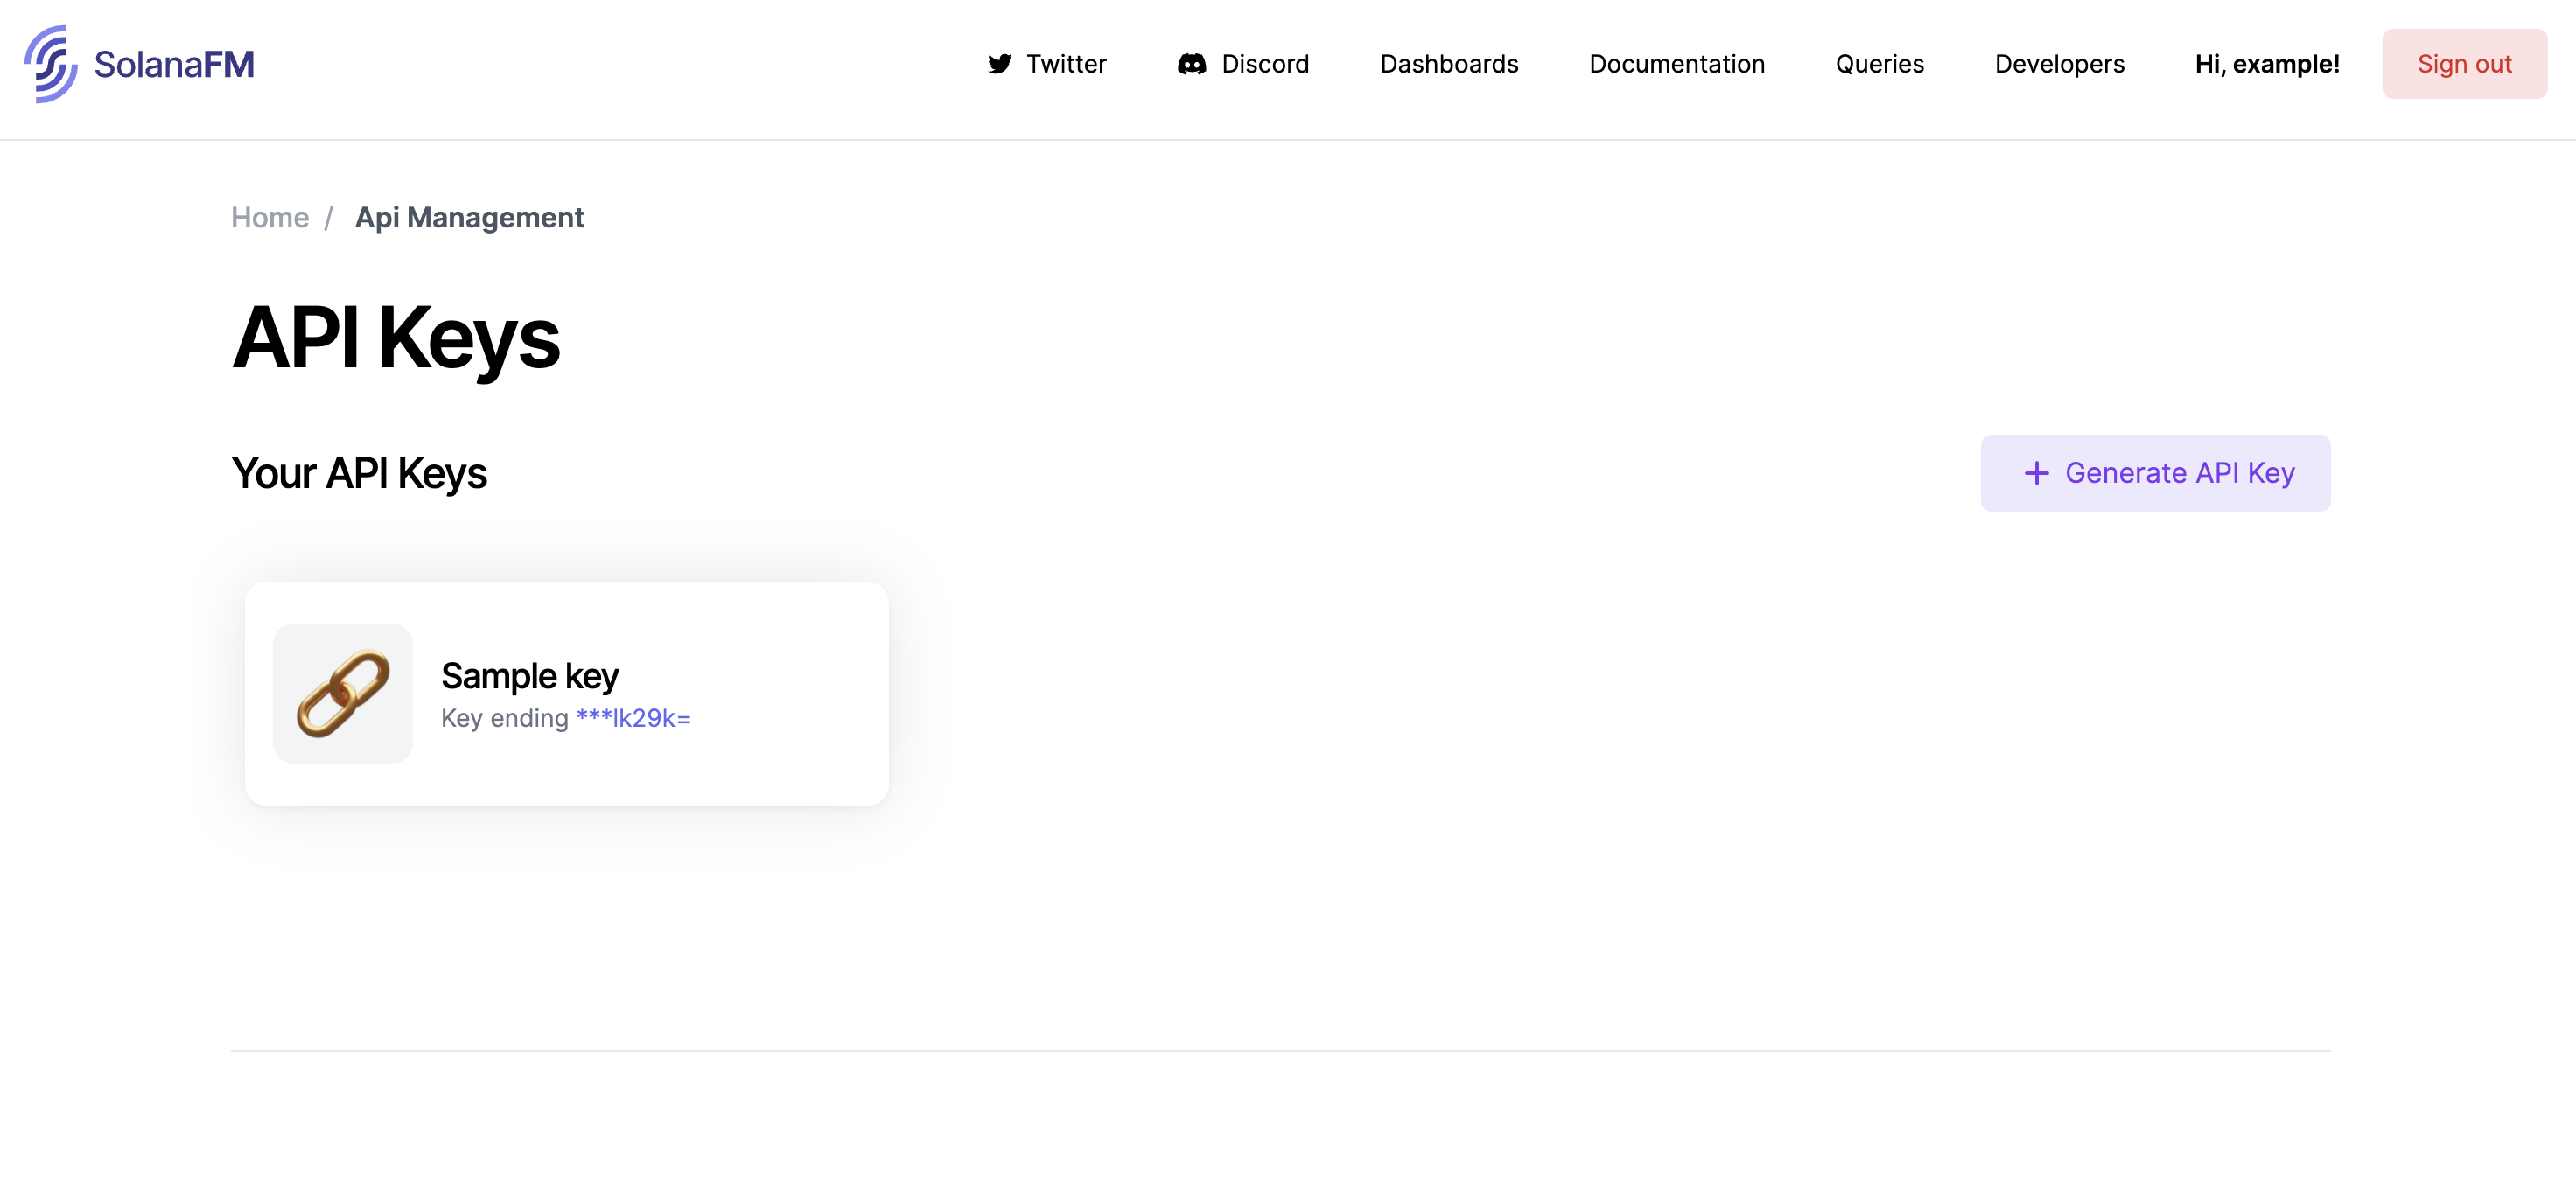 SolanaFM
Twitter
Discord
Dashboards
Documentation
Queries
Developers
Hi, example!
Sign out
Home / Api Management
API Keys
Your API Keys
+ Generate API Key
Sample key
Key ending ***lk29k=